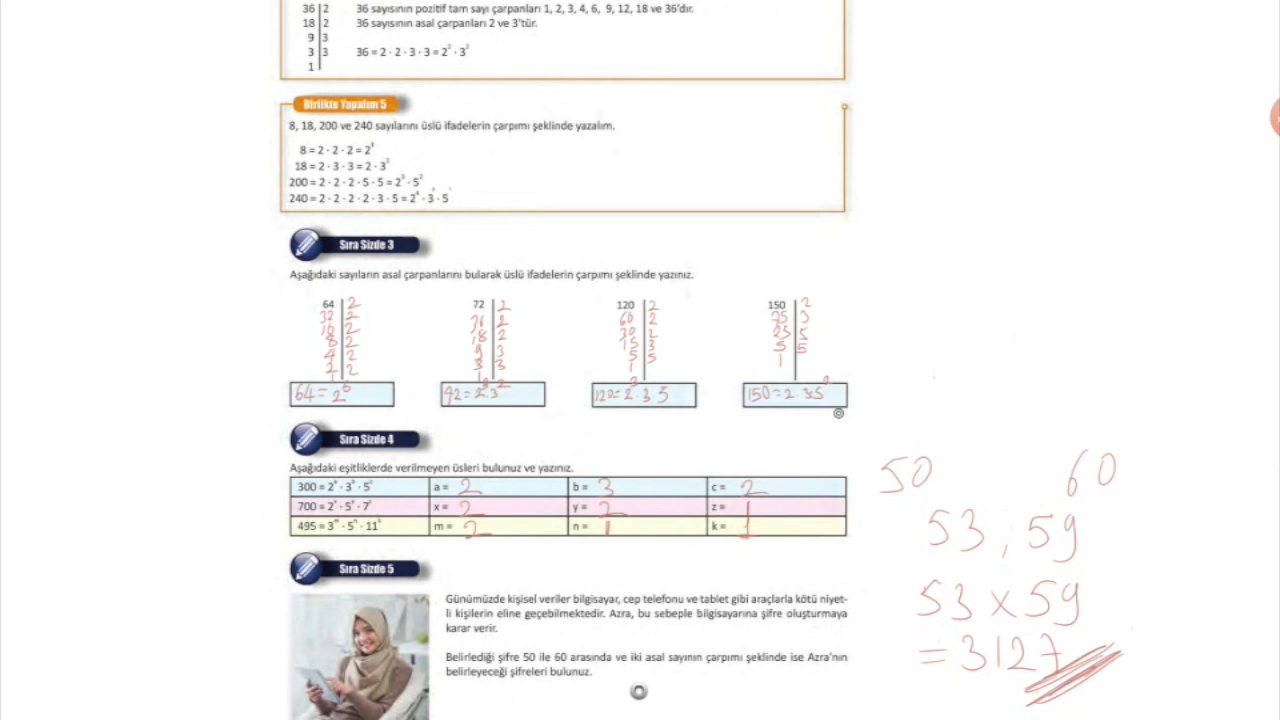 36 2 36 sayısının pozitif tam sayı çarpanları 1, 2, 3, 4, 6, 9, 12, 18 ve 36'dır.
18 2 36 sayısının asal çarpanları 2 ve 3'tür.
9 3
3 3 36 = 2 · 2 · 3 · 3 = 2² · 3²
1
Birlikte Yapalım 5
8, 18, 200 ve 240 sayılarını üslü ifadelerin çarpımı şeklinde yazalım.
8 = 2 · 2 · 2 = 2³
18 = 2 · 3 · 3 = 2 · 3²
200 = 2 · 2 · 2 · 5 · 5 = 2³ · 5²
240 = 2 · 2 · 2 · 2 · 3 · 5 = 2⁴ · 3 · 5
Sıra Sizde 3
Aşağıdaki sayıların asal çarpanlarını bularak üslü ifadelerin çarpımı şeklinde yazınız.
64 2 72 2 120 2 150 2
32 2 36 2 60 2 75 3
16 2 18 2 30 2 25 5
8 2 9 3 15 3 5 5
4 2 3 3 5 5 1
2 2 1 1
1
64 = 2⁶ 92 = 2³.3² 120 = 2³.3 5 150 = 2.3.5²
Sıra Sizde 4
Aşağıdaki eşitliklerde verilmeyen üsleri bulunuz ve yazınız.
300 = 2ᵃ · 3ᵇ · 5ᶜ a = 2 b = 3 c = 2
700 = 2ˣ · 5ʸ · 7ᶻ x = 2 y = 2 z = 1
495 = 3ᵐ · 5ⁿ · 11ᵏ m = 2 n = 1 k = 1
50 60
53, 59
53 x 59
= 3127
Sıra Sizde 5
Günümüzde kişisel veriler bilgisayar, cep telefonu ve tablet gibi araçlarla kötü niyet-
li kişilerin eline geçebilmektedir. Azra, bu sebeple bilgisayarına şifre oluşturmaya
karar verir.
Belirlediği şifre 50 ile 60 arasında ve iki asal sayının çarpımı şeklinde ise Azra'nın
belirleyeceği şifreleri bulunuz.